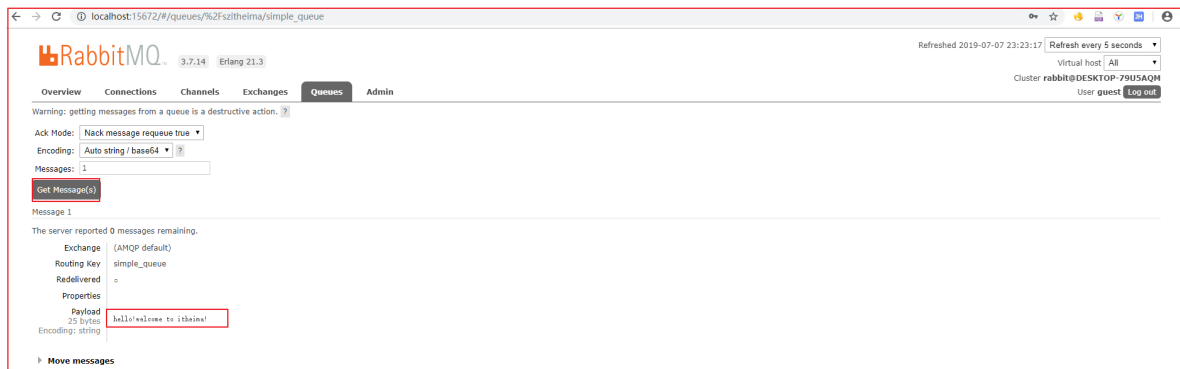 localhost:15672/#/queues/%2Fszitheima/simple_queue
JH
RabbitMQ
3.7.14
Erlang 21.3
Refreshed 2019-07-07 23:23:17
Refresh every 5 seconds
Virtual host
All
Cluster rabbit@DESKTOP-79U5AQM
User guest
Log out
Overview
Connections
Channels
Exchanges
Queues
Admin
Warning: getting messages from a queue is a destructive action. ?
Ack Mode:
Nack message requeue true
Encoding:
Auto string / base64
?
Messages:
1
Get Message(s)
Message 1
The server reported 0 messages remaining.
Exchange
(AMQP default)
Routing Key
simple_queue
Redelivered
Properties
Payload
25 bytes
Encoding: string
hello!welcome to itheima!
Move messages